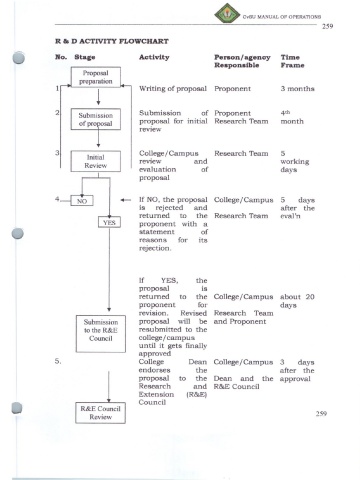 CvSU MANUAL OF OPERATIONS
259
R & D ACTIVITY FLOWCHART
No. Stage Activity Person/agency Time
Responsible Frame
Proposal
preparation
1 Writing of proposal Proponent 3 months
2 Submission
of proposal
Submission of Proponent 4th
proposal for initial Research Team month
review
3 Initial
Review
College/Campus Research Team 5
review and working
evaluation of days
proposal
4 NO If NO, the proposal College/Campus 5 days
is rejected and after the
returned to the Research Team eval'n
YES proponent with a
statement of
reasons for its
rejection.
If YES, the
proposal is
returned to the College/Campus about 20
proponent for days
revision. Revised Research Team
Submission
to the R&E
Council
proposal will be and Proponent
resubmitted to the
college/campus
until it gets finally
approved
5. College Dean College/Campus 3 days
endorses the after the
proposal to the Dean and the approval
Research and R&E Council
Extension (R&E)
Council
R&E Council
Review
259